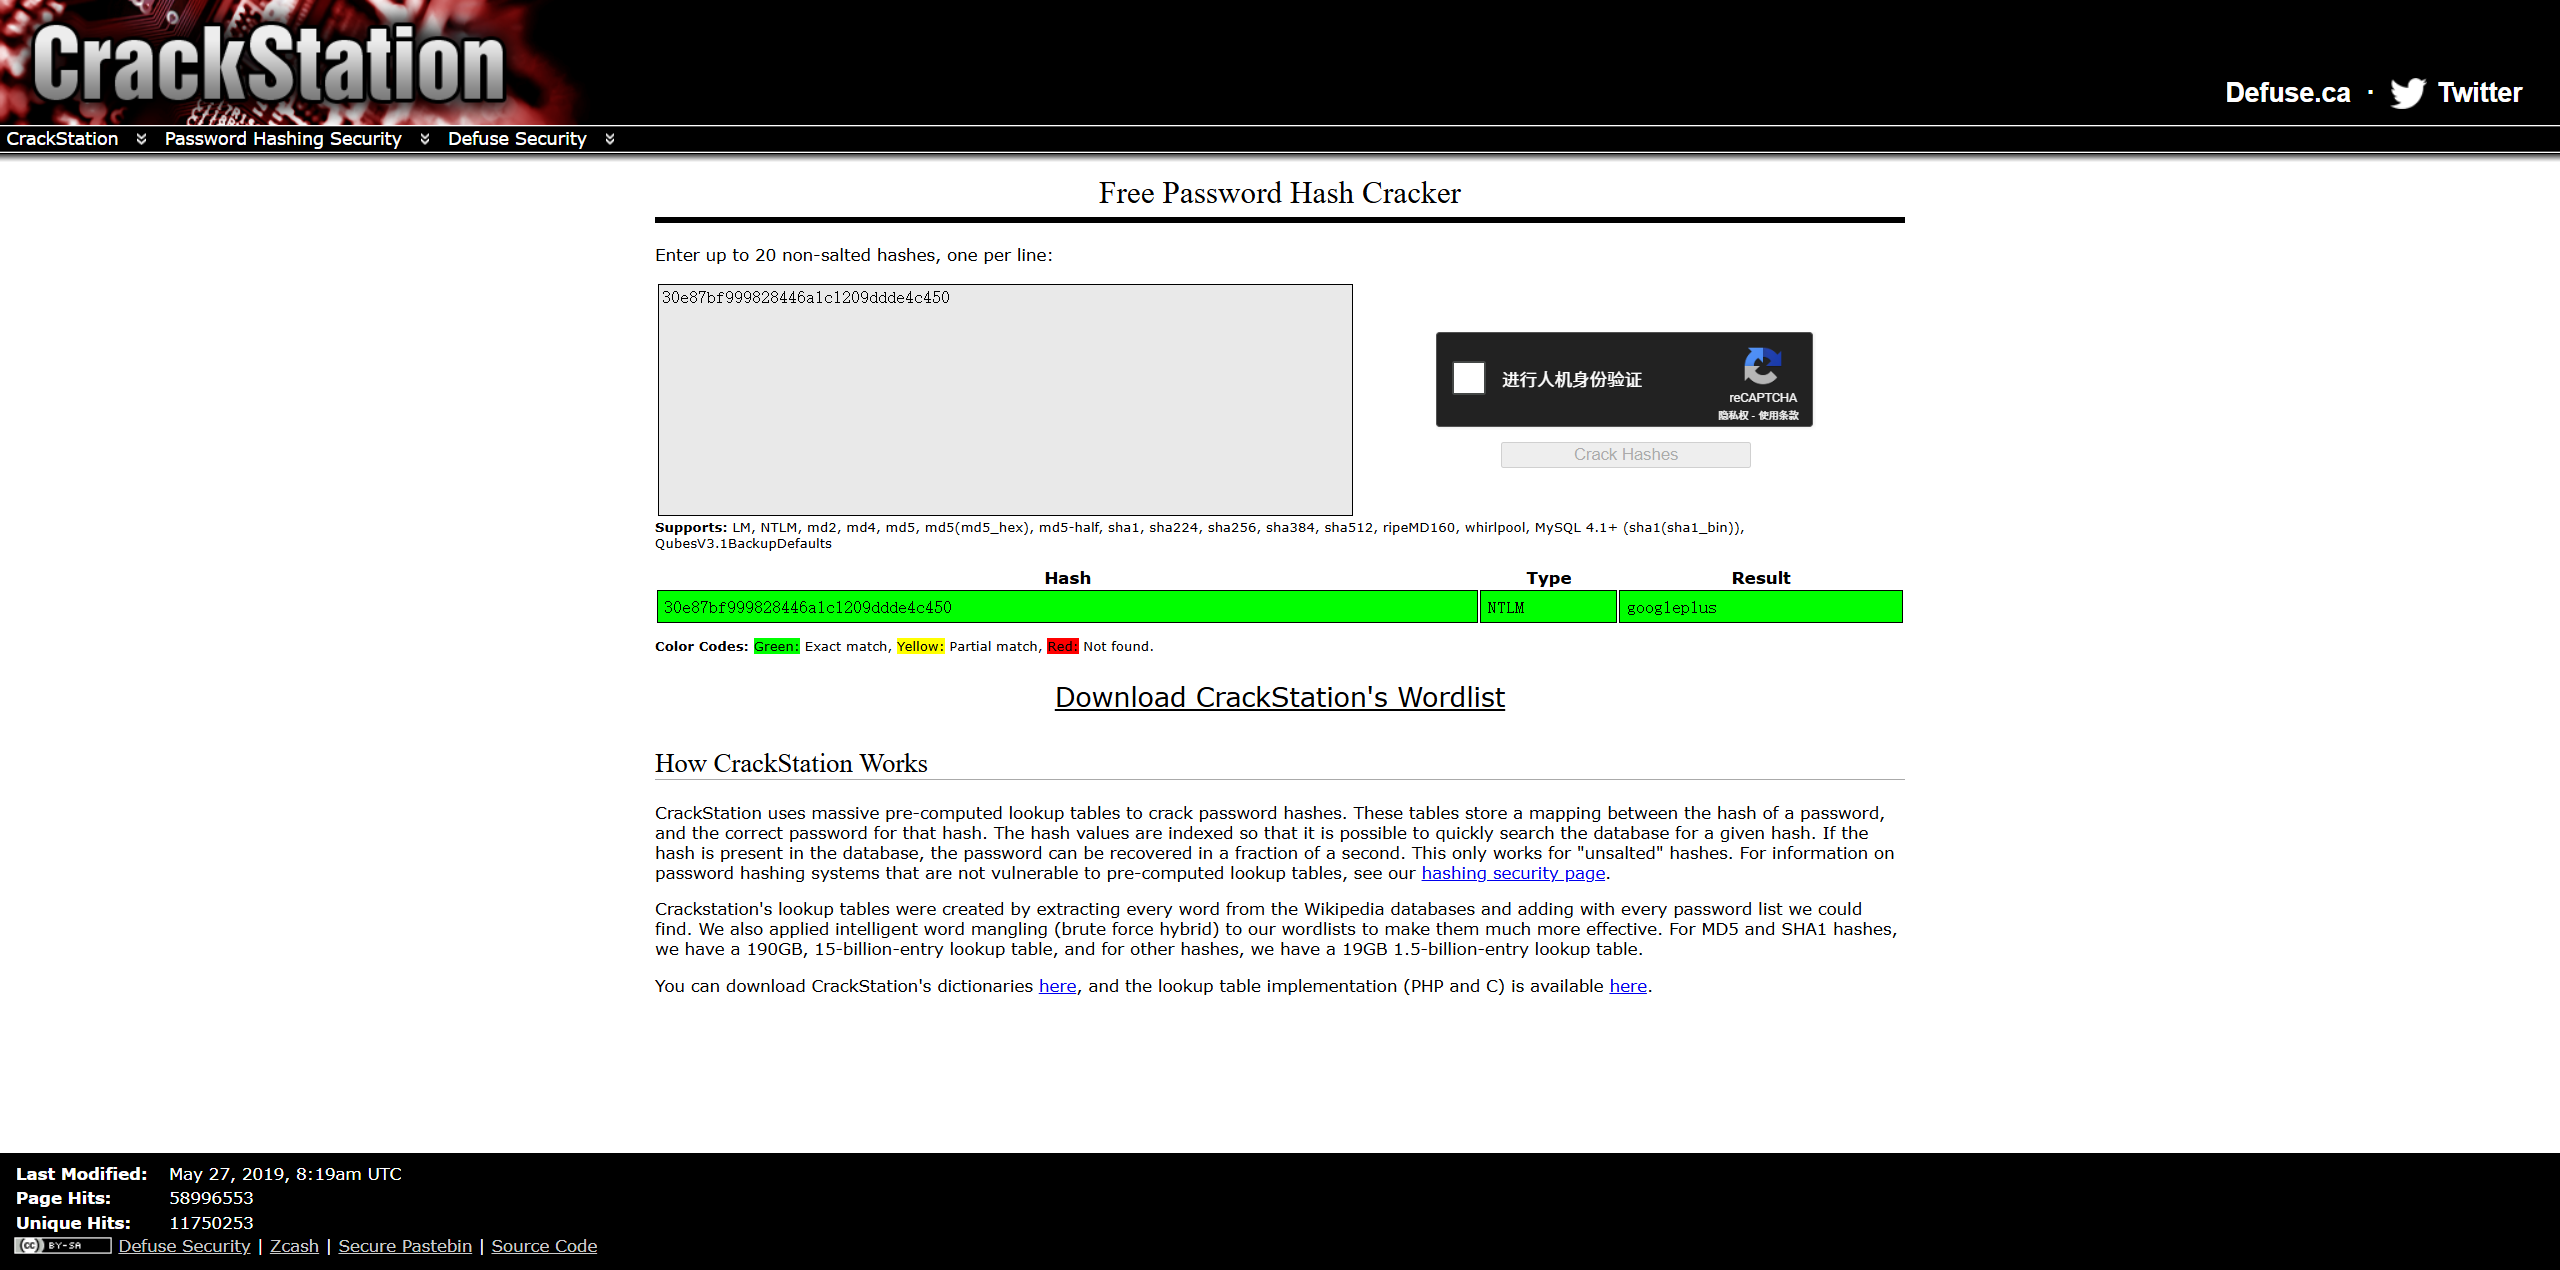 CrackStation
Defuse.ca · Twitter
CrackStation Password Hashing Security Defuse Security
Free Password Hash Cracker
Enter up to 20 non-salted hashes, one per line:
30e87bf999828446a1c1209ddde4c450
进行人机身份验证
reCAPTCHA
隐私权 - 使用条款
Crack Hashes
Supports: LM, NTLM, md2, md4, md5, md5(md5_hex), md5-half, sha1, sha224, sha256, sha384, sha512, ripeMD160, whirlpool, MySQL 4.1+ (sha1(sha1_bin)),
QubesV3.1BackupDefaults
Hash Type Result
30e87bf999828446a1c1209ddde4c450 NTLM googleplus
Color Codes: Green: Exact match, Yellow: Partial match, Red: Not found.
Download CrackStation's Wordlist
How CrackStation Works
CrackStation uses massive pre-computed lookup tables to crack password hashes. These tables store a mapping between the hash of a password,
and the correct password for that hash. The hash values are indexed so that it is possible to quickly search the database for a given hash. If the
hash is present in the database, the password can be recovered in a fraction of a second. This only works for "unsalted" hashes. For information on
password hashing systems that are not vulnerable to pre-computed lookup tables, see our hashing security page.
Crackstation's lookup tables were created by extracting every word from the Wikipedia databases and adding with every password list we could
find. We also applied intelligent word mangling (brute force hybrid) to our wordlists to make them much more effective. For MD5 and SHA1 hashes,
we have a 190GB, 15-billion-entry lookup table, and for other hashes, we have a 19GB 1.5-billion-entry lookup table.
You can download CrackStation's dictionaries here, and the lookup table implementation (PHP and C) is available here.
Last Modified: May 27, 2019, 8:19am UTC
Page Hits: 58996553
Unique Hits: 11750253
cc BY-SA Defuse Security | Zcash | Secure Pastebin | Source Code